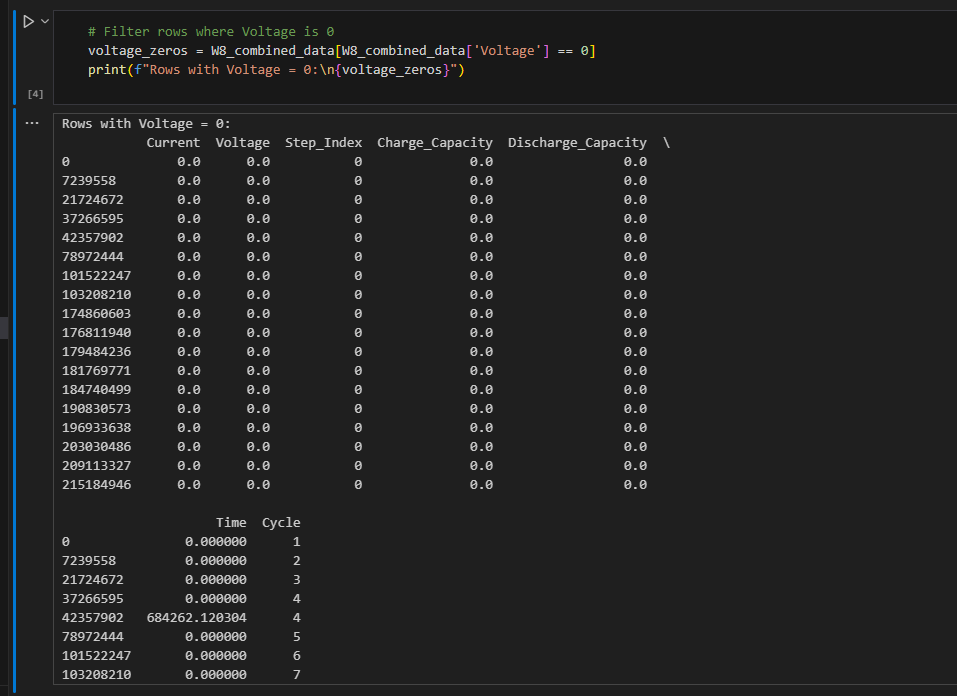 # Filter rows where Voltage is 0
voltage_zeros = W8_combined_data[W8_combined_data['Voltage'] == 0]
print(f"Rows with Voltage = 0:\n{voltage_zeros}")
[4]
...
Rows with Voltage = 0:
Current Voltage Step_Index Charge_Capacity Discharge_Capacity \
0 0.0 0.0 0 0.0 0.0
7239558 0.0 0.0 0 0.0 0.0
21724672 0.0 0.0 0 0.0 0.0
37266595 0.0 0.0 0 0.0 0.0
42357902 0.0 0.0 0 0.0 0.0
78972444 0.0 0.0 0 0.0 0.0
101522247 0.0 0.0 0 0.0 0.0
103208210 0.0 0.0 0 0.0 0.0
174860603 0.0 0.0 0 0.0 0.0
176811940 0.0 0.0 0 0.0 0.0
179484236 0.0 0.0 0 0.0 0.0
181769771 0.0 0.0 0 0.0 0.0
184740499 0.0 0.0 0 0.0 0.0
190830573 0.0 0.0 0 0.0 0.0
196933638 0.0 0.0 0 0.0 0.0
203030486 0.0 0.0 0 0.0 0.0
209113327 0.0 0.0 0 0.0 0.0
215184946 0.0 0.0 0 0.0 0.0
Time Cycle
0 0.000000 1
7239558 0.000000 2
21724672 0.000000 3
37266595 0.000000 4
42357902 684262.120304 4
78972444 0.000000 5
101522247 0.000000 6
103208210 0.000000 7